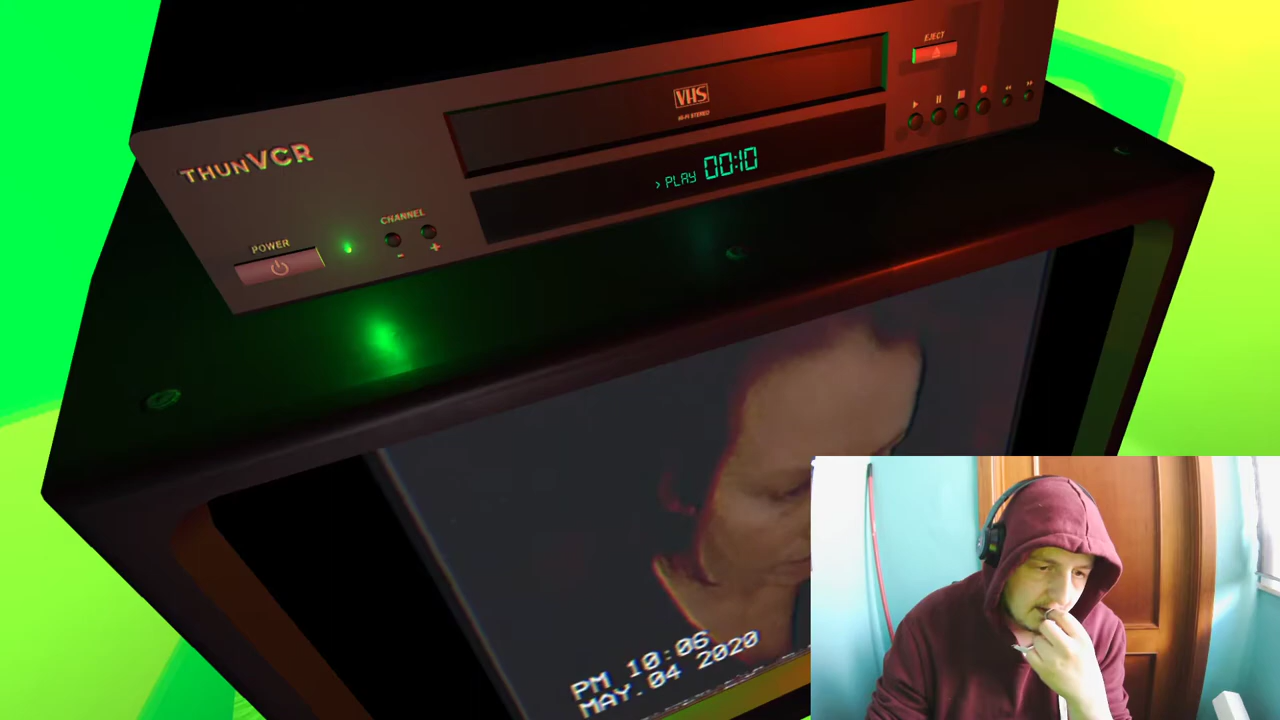 EJECT
VHS
HI-FI STEREO
THUNVCR
› PLAY 00:10
CHANNEL
POWER
- +
PM 10:06
MAY.04 2020